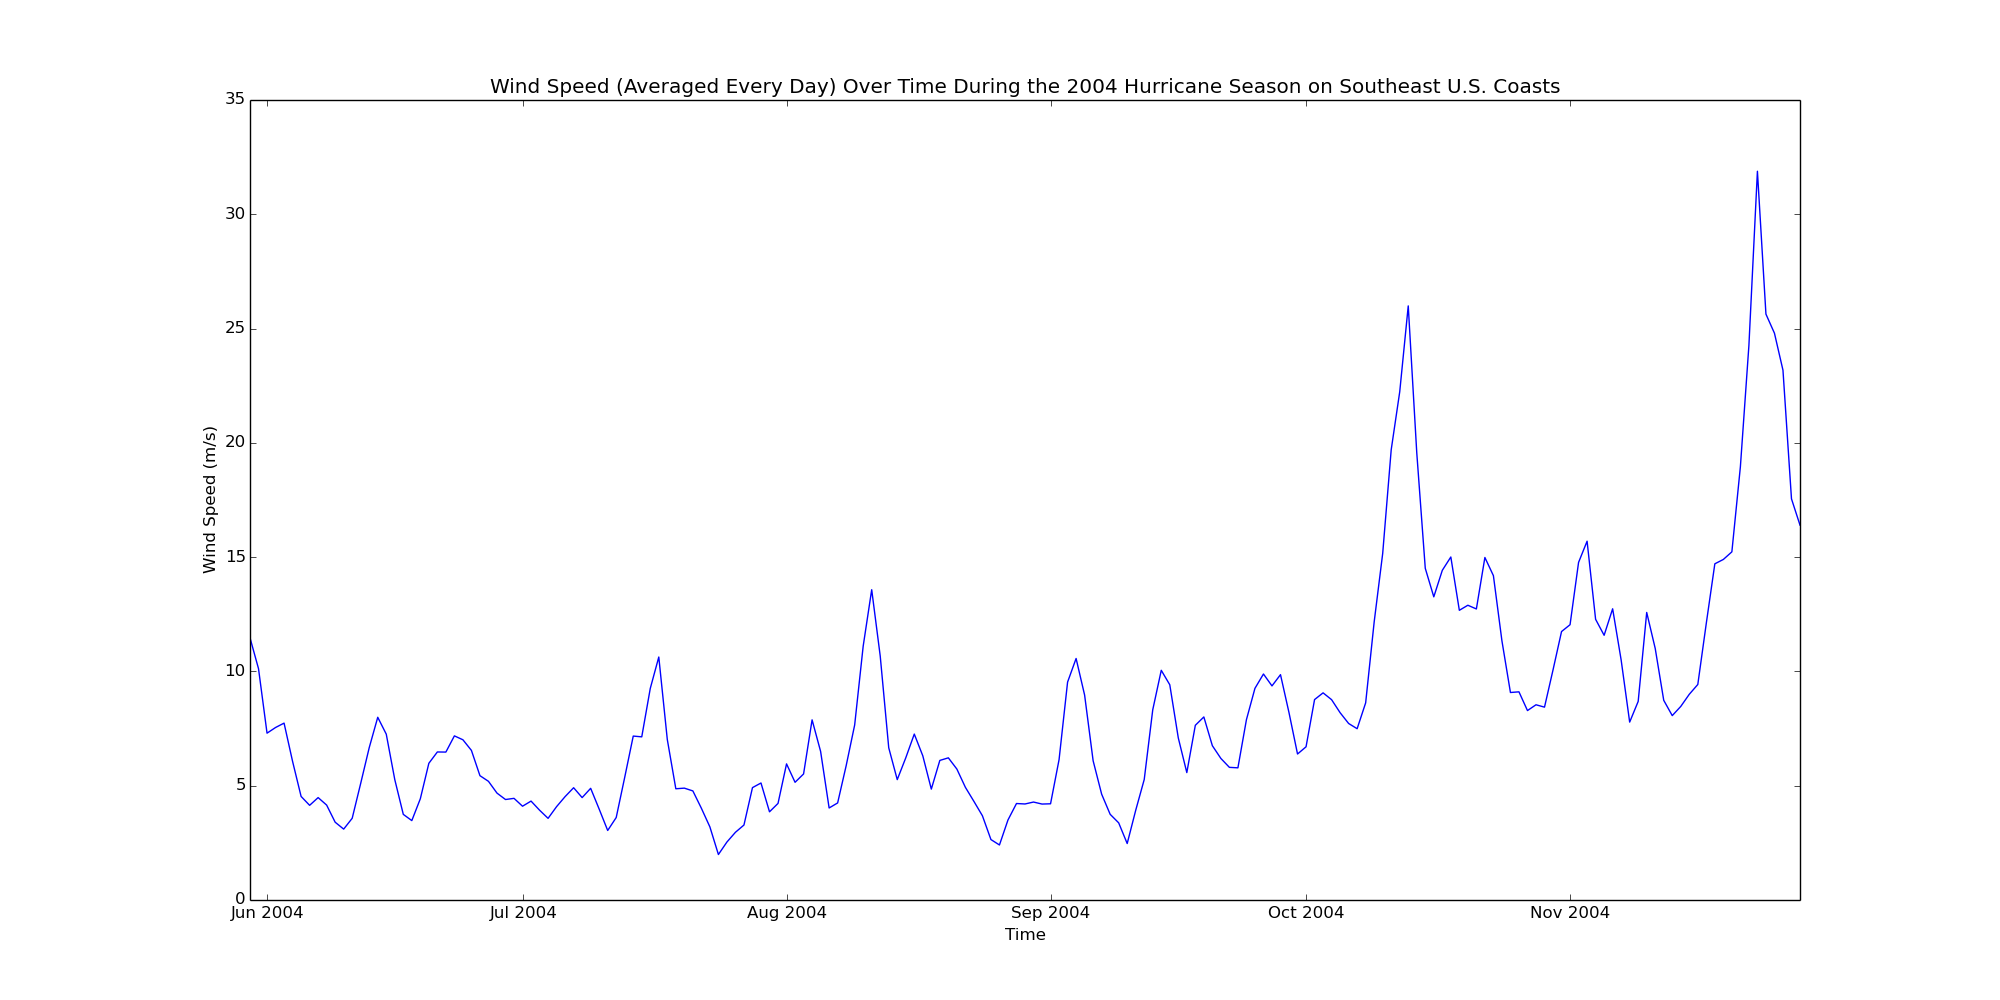 Wind Speed (Averaged Every Day) Over Time During the 2004 Hurricane Season on Southeast U.S. Coasts
35
30
25
20
15
10
5
0
Wind Speed (m/s)
Jun 2004 Jul 2004 Aug 2004 Sep 2004 Oct 2004 Nov 2004
Time